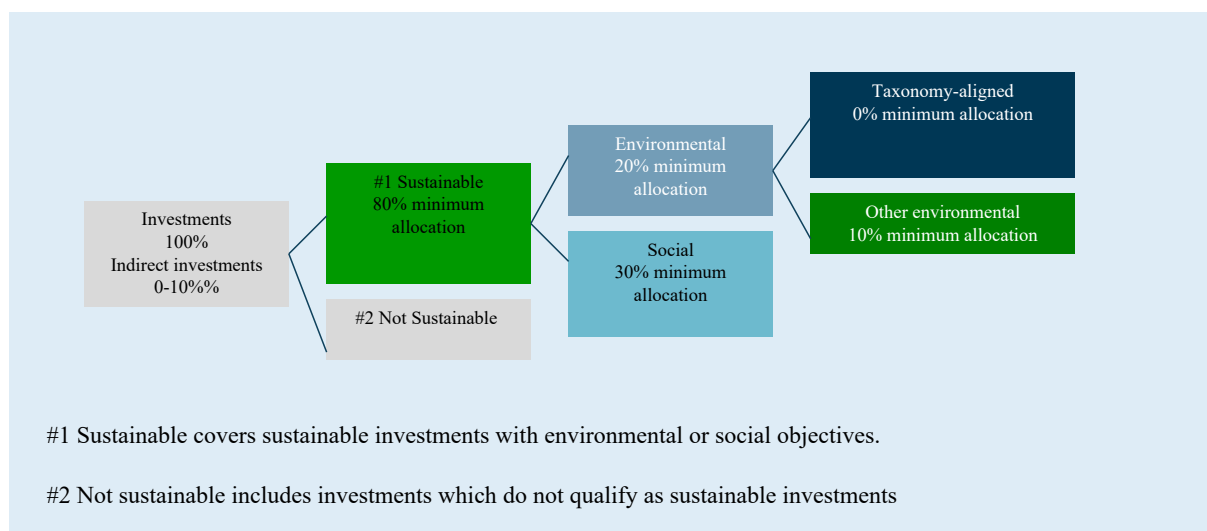 Investments
100%
Indirect investments
0-10%%
#1 Sustainable
80% minimum
allocation
#2 Not Sustainable
Environmental
20% minimum
allocation
Social
30% minimum
allocation
Taxonomy-aligned
0% minimum allocation
Other environmental
10% minimum allocation
#1 Sustainable covers sustainable investments with environmental or social objectives.
#2 Not sustainable includes investments which do not qualify as sustainable investments